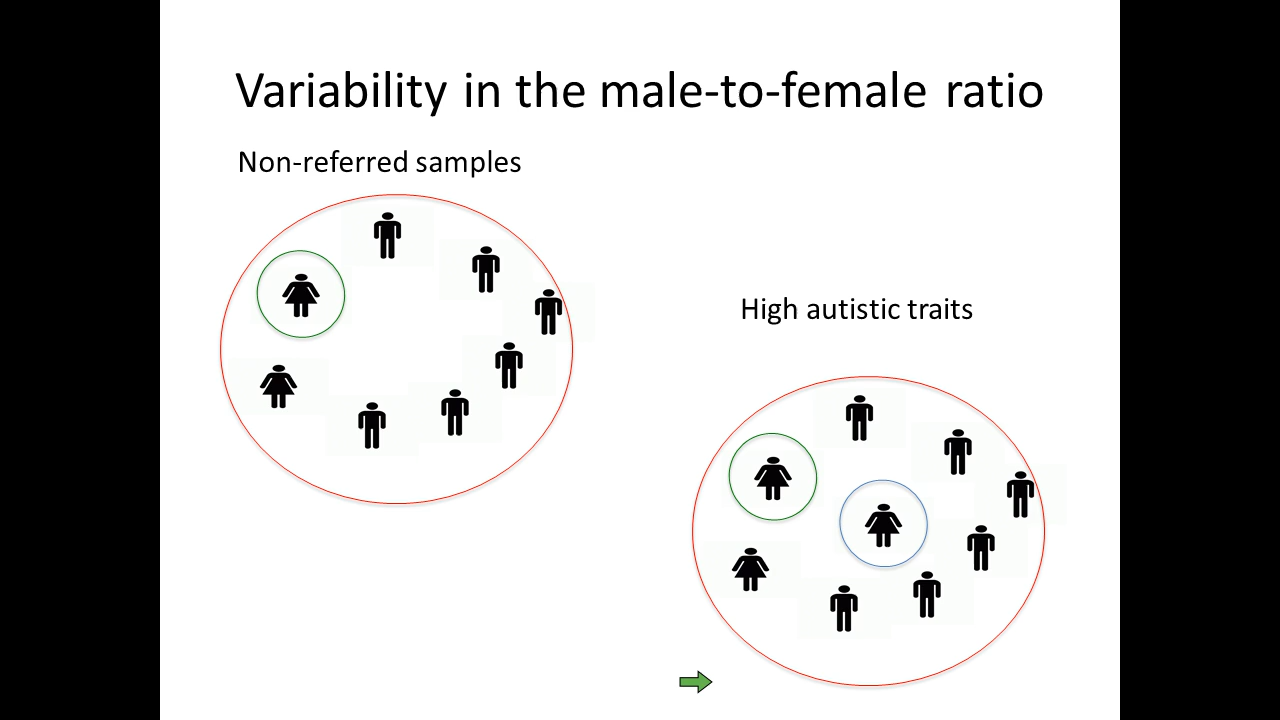 Variability in the male-to-female ratio
Non-referred samples
High autistic traits